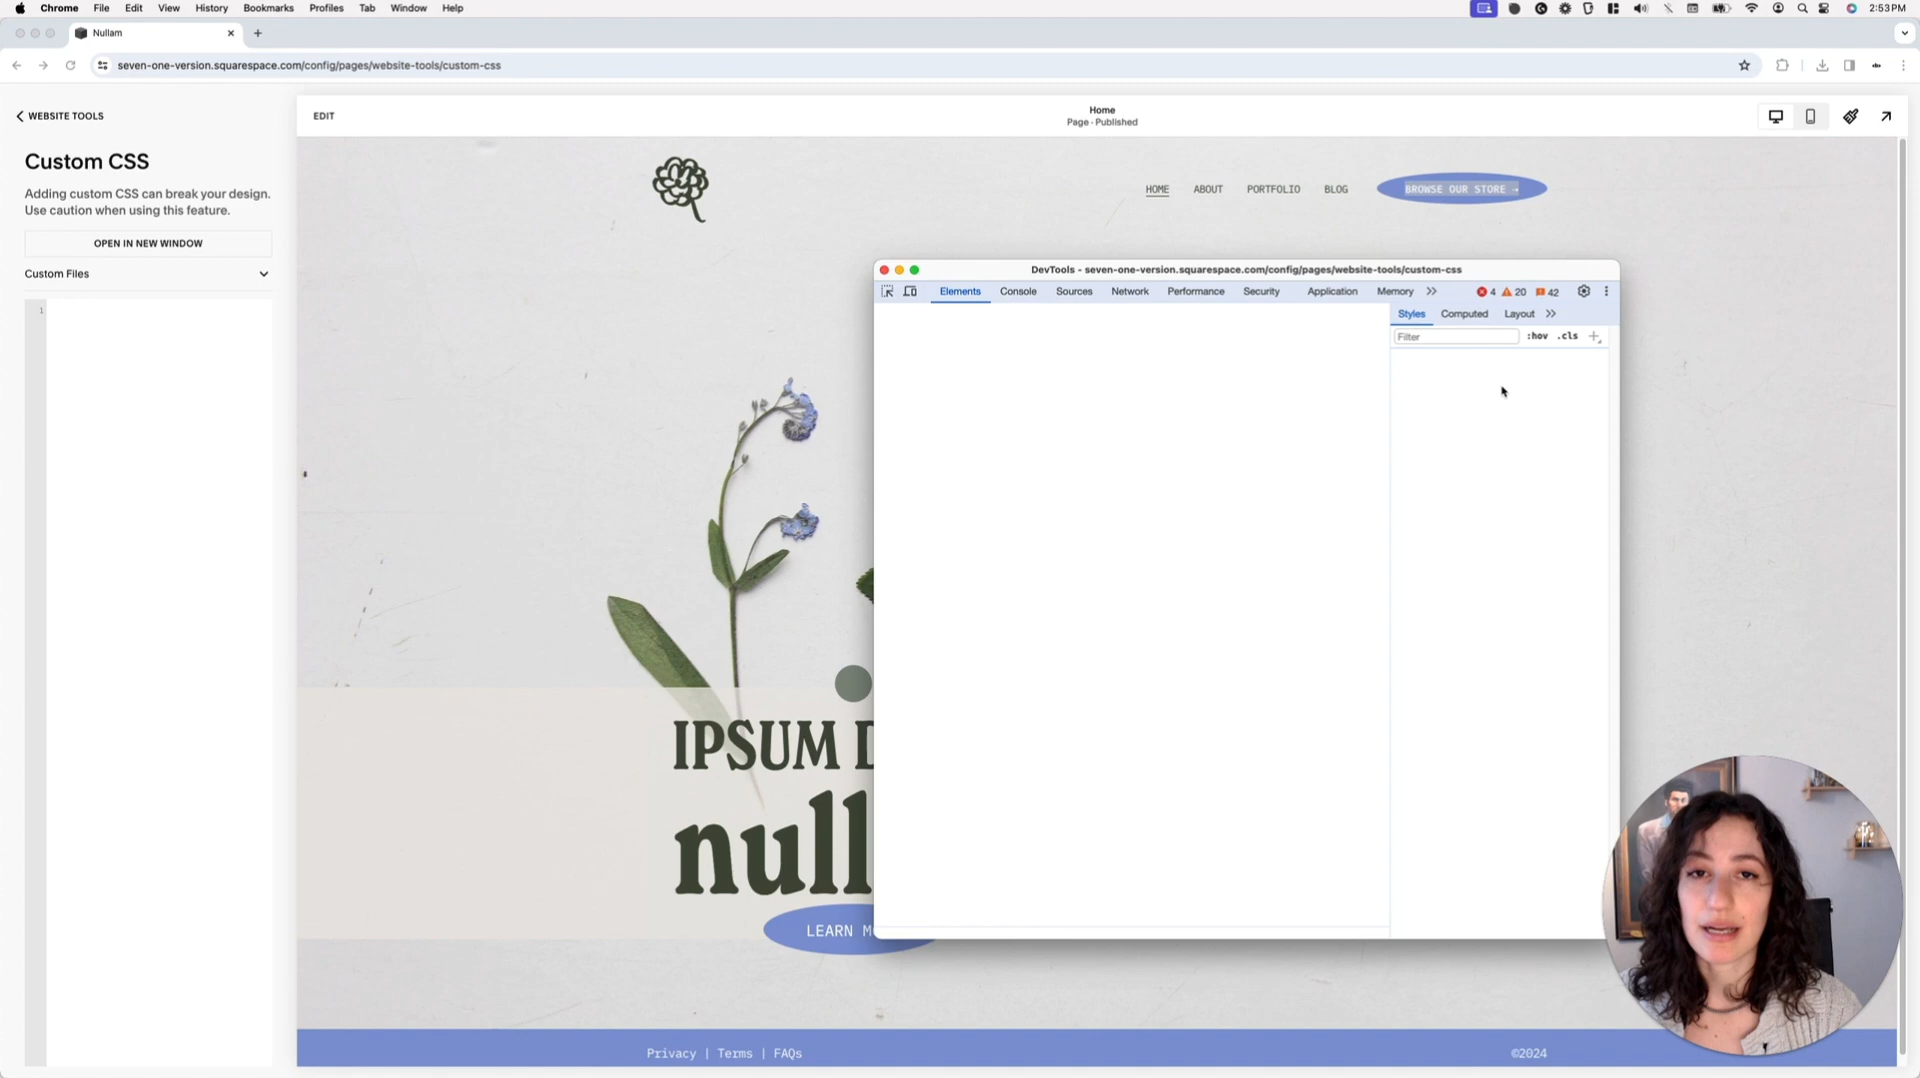 Chrome File Edit View History Bookmarks Profiles Tab Window Help
2:53 PM
Nullam
seven-one-version.squarespace.com/config/pages/website-tools/custom-css
WEBSITE TOOLS
EDIT
Home
Page · Published
Custom CSS
Adding custom CSS can break your design.
Use caution when using this feature.
OPEN IN NEW WINDOW
Custom Files
1
HOME ABOUT PORTFOLIO BLOG BROWSE OUR STORE →
DevTools - seven-one-version.squarespace.com/config/pages/website-tools/custom-css
Elements Console Sources Network Performance Security Application Memory 4 20 42
Styles Computed Layout
Filter :hov .cls
IPSUM D
null
LEARN M
Privacy | Terms | FAQs
©2024